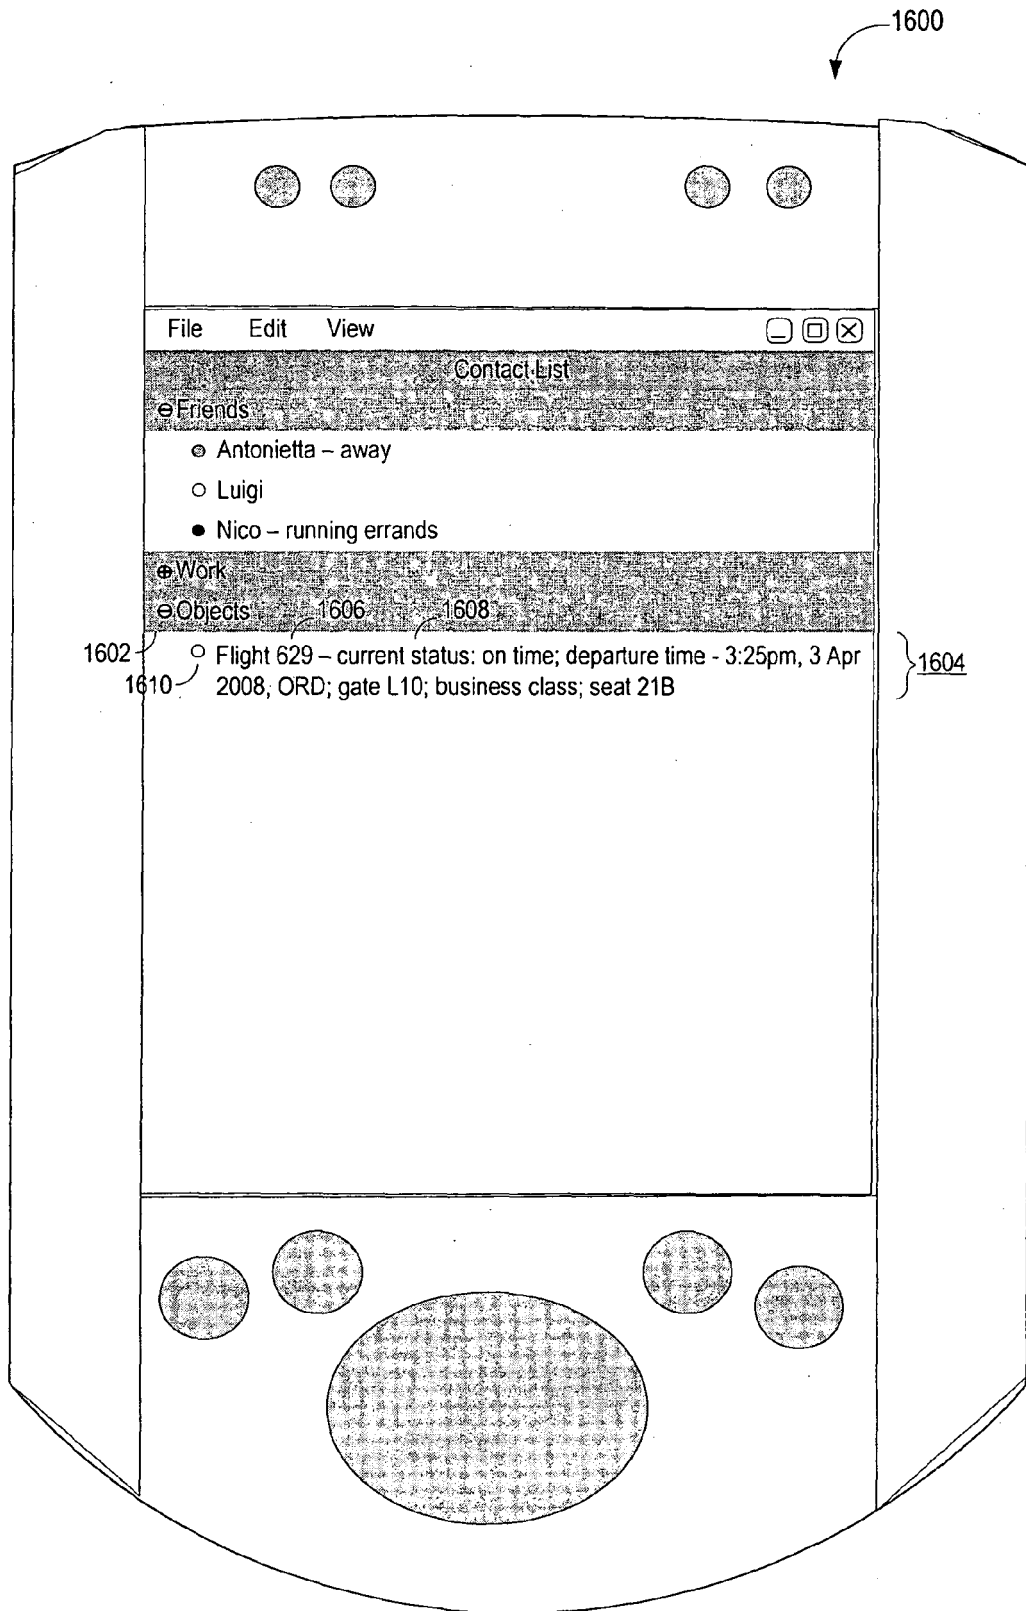 1600
File Edit View
Contact List
⊖Friends
Antonietta – away
Luigi
Nico – running errands
⊕Work
⊖Objects 1606 1608
1602
Flight 629 – current status: on time; departure time - 3:25pm, 3 Apr
1604
1610
2008; ORD; gate L10; business class; seat 21B